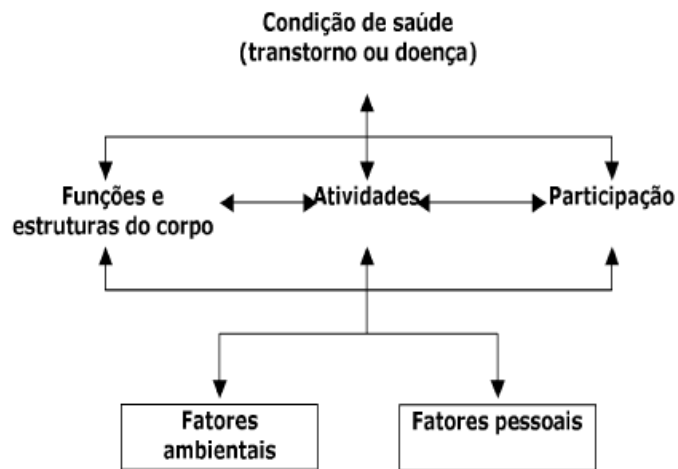 Condição de saúde
(transtorno ou doença)
Funções e
estruturas do corpo
Atividades
Participação
Fatores
ambientais
Fatores pessoais